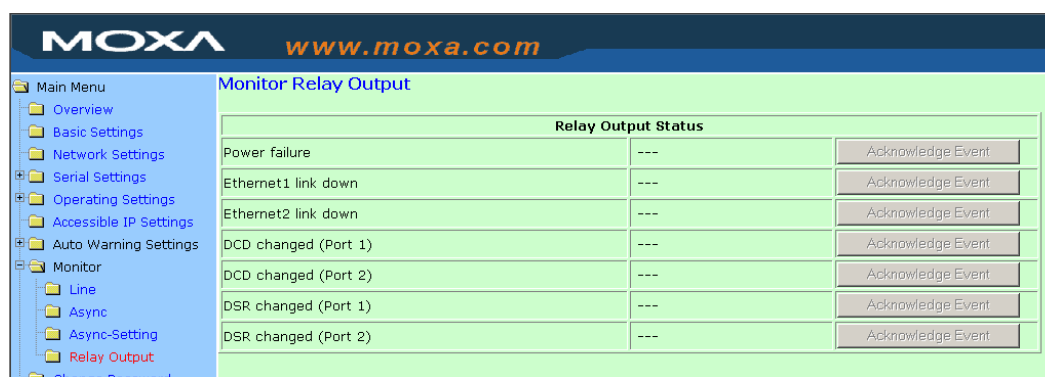 MOXA www.moxa.com
Main Menu
Overview
Basic Settings
Network Settings
Serial Settings
Operating Settings
Accessible IP Settings
Auto Warning Settings
Monitor
Line
Async
Async-Setting
Relay Output
Change Password
Monitor Relay Output
Relay Output Status
Power failure --- Acknowledge Event
Ethernet1 link down --- Acknowledge Event
Ethernet2 link down --- Acknowledge Event
DCD changed (Port 1) --- Acknowledge Event
DCD changed (Port 2) --- Acknowledge Event
DSR changed (Port 1) --- Acknowledge Event
DSR changed (Port 2) --- Acknowledge Event